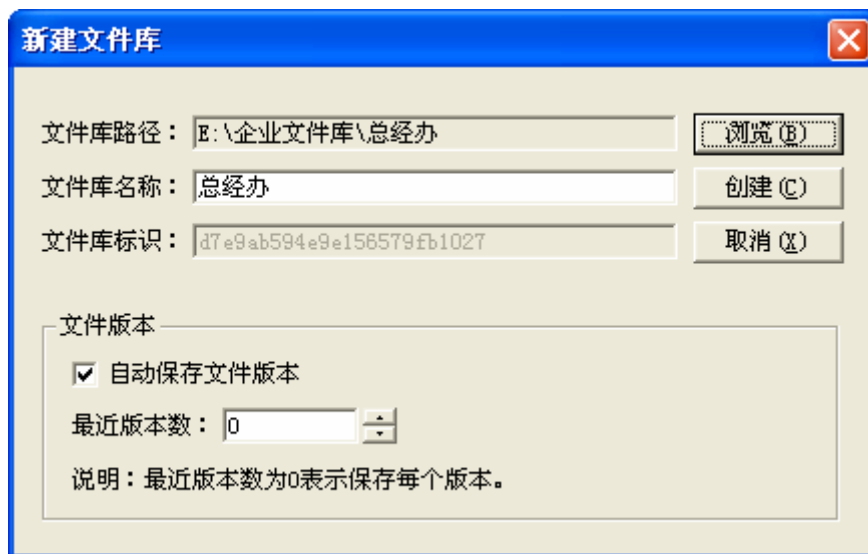 新建文件库
文件库路径：E:\企业文件库\总经办 浏览(B)
文件库名称：总经办 创建(C)
文件库标识：d7e9ab594e9e156579fb1027 取消(X)
文件版本
自动保存文件版本
最近版本数：0
说明：最近版本数为0表示保存每个版本。